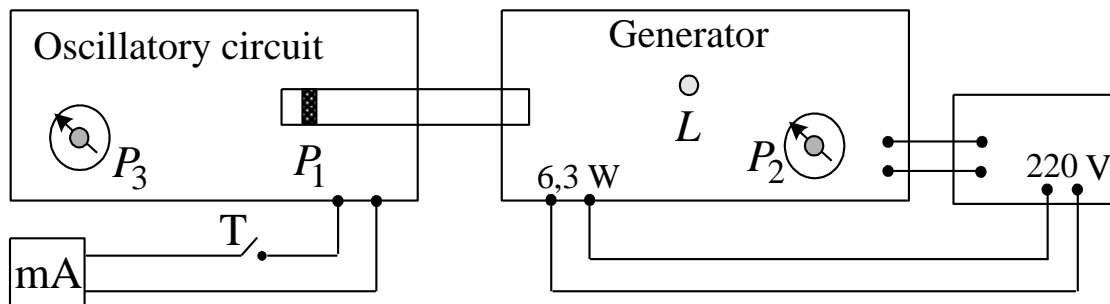 Oscillatory circuit
Generator
L
P3
P1
P2
6,3 W
220 V
T
mA